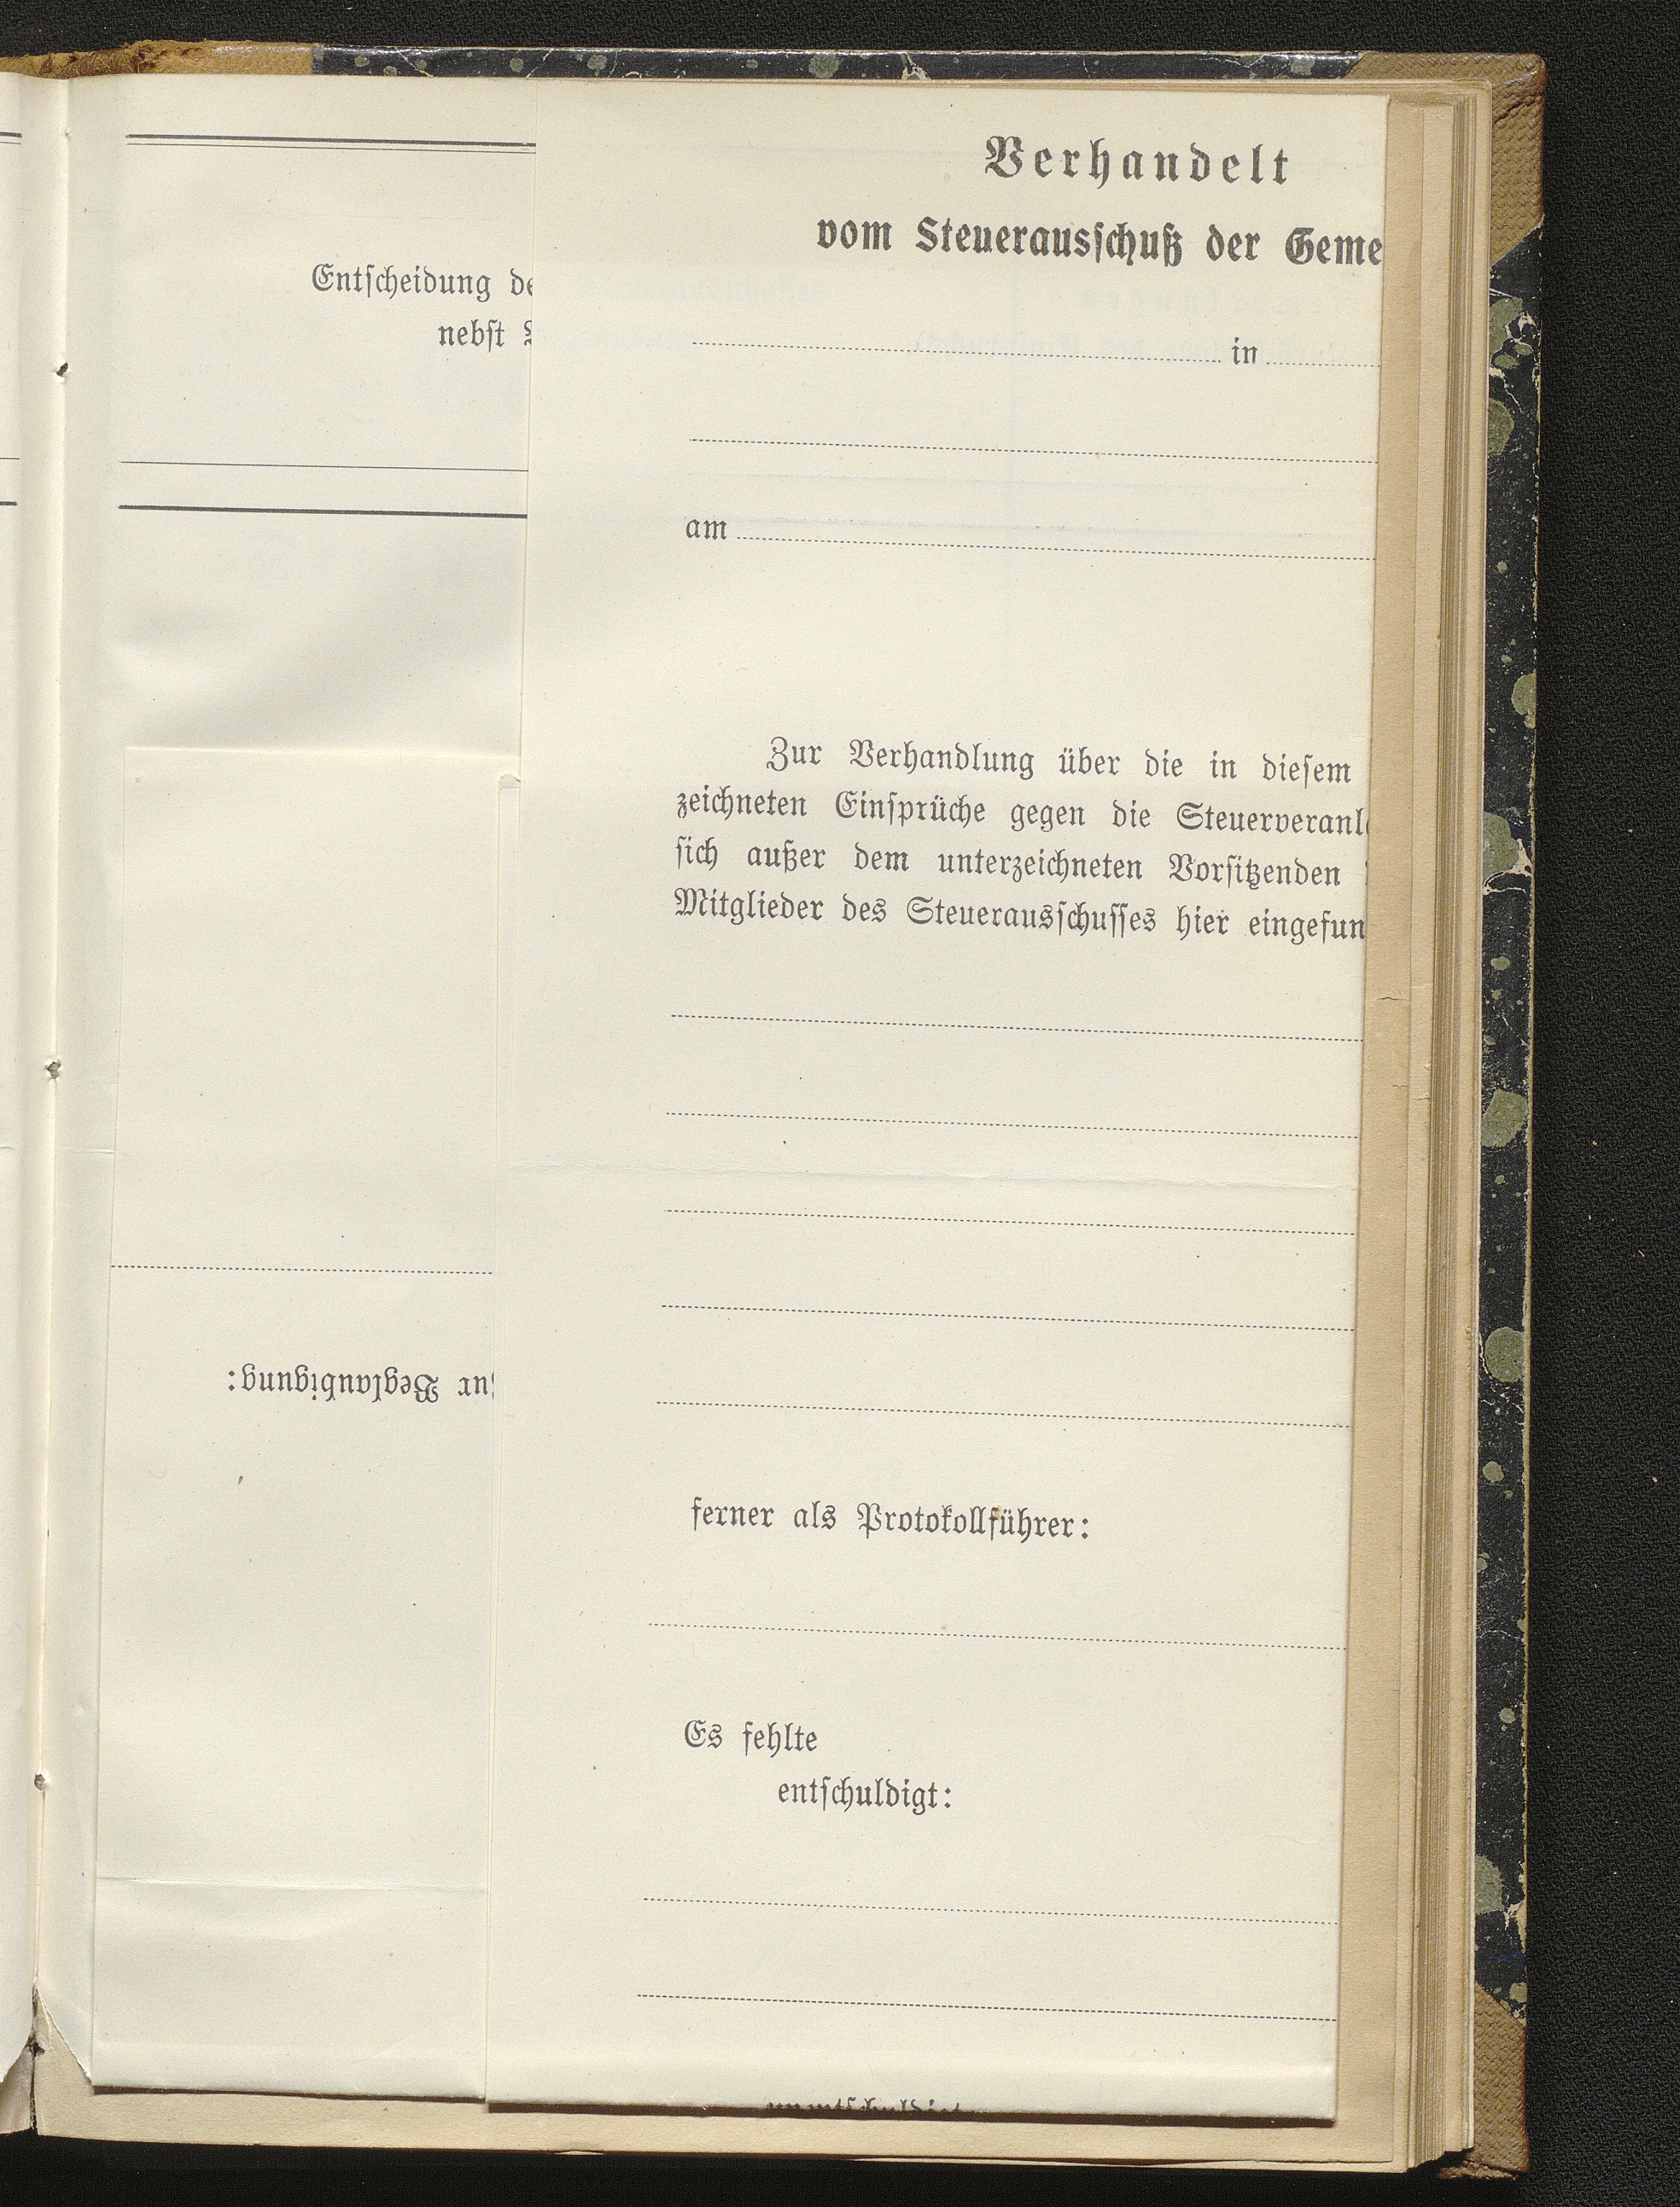 Entscheidung de
nebst
ur Beglaubigung:
Verhandelt
vom Steuerausschuß der Geme
in
am
Zur Verhandlung über die in diesem
zeichneten Einsprüche gegen die Steuerveranl
sich außer dem unterzeichneten Vorsitzenden
Mitglieder des Steuerausschusses hier eingefun
ferner als Protokollführer:
Es fehlte
entschuldigt: